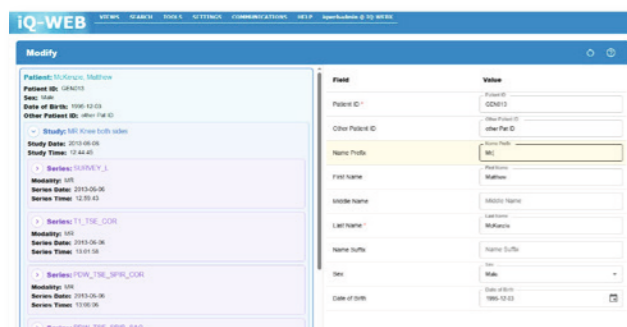 iQ-WEB
VIEWS SEARCH TOOLS SETTINGS COMMUNICATIONS HELP
Modify
Patient: McKenzie, Matthew
Patient ID: GEN013
Sex: Male
Date of Birth: 1995-12-03
Other Patient ID: other Pat ID
Study: MR Knee both sides
Study Date: 2013-06-06
Study Time: 12:44:45
Series: SURVEY_L
Modality: MR
Series Date: 2013-06-06
Series Time: 12:59:43
Series: T1_TSE_COR
Modality: MR
Series Date: 2013-06-06
Series Time: 13:01:58
Series: PDW_TSE_SPIR_COR
Modality: MR
Series Date: 2013-06-06
Series Time: 13:06:06
Field Value
Patient ID * Patient ID
GEN013
Other Patient ID Other Patient ID
other Pat ID
Name Prefix Name Prefix
First Name First Name
Matthew
Middle Name Middle Name
Last Name * Last Name
McKenzie
Name Suffix Name Suffix
Sex Sex
Male
Date of Birth Date of Birth
1995-12-03